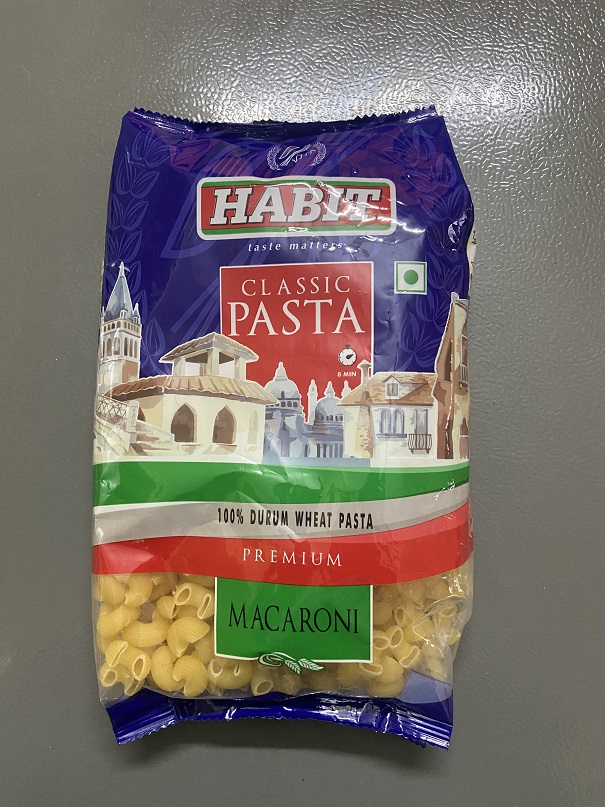 HABIT
taste matters
CLASSIC
PASTA
8 MIN
100% DURUM WHEAT PASTA
PREMIUM
MACARONI